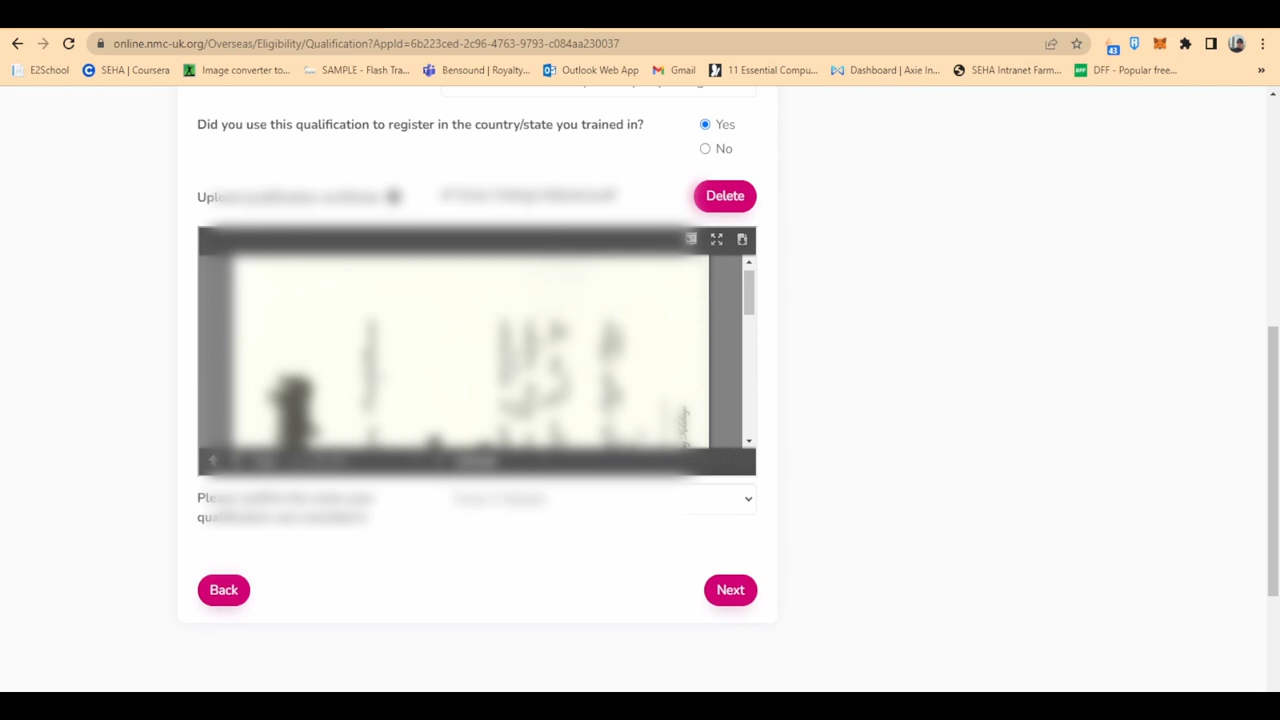 online.nmc-uk.org/Overseas/Eligibility/Qualification?AppId=6b223ced-2c96-4763-9793-c084aa230037
43
E2School
SEHA | Coursera
Image converter to...
SAMPLE - Flash Tra...
Bensound | Royalty...
Outlook Web App
Gmail
11 Essential Compu...
Dashboard | Axie In...
SEHA Intranet Farm...
DFF - Popular free...
»
Did you use this qualification to register in the country/state you trained in?
Yes
No
Delete
Back
Next